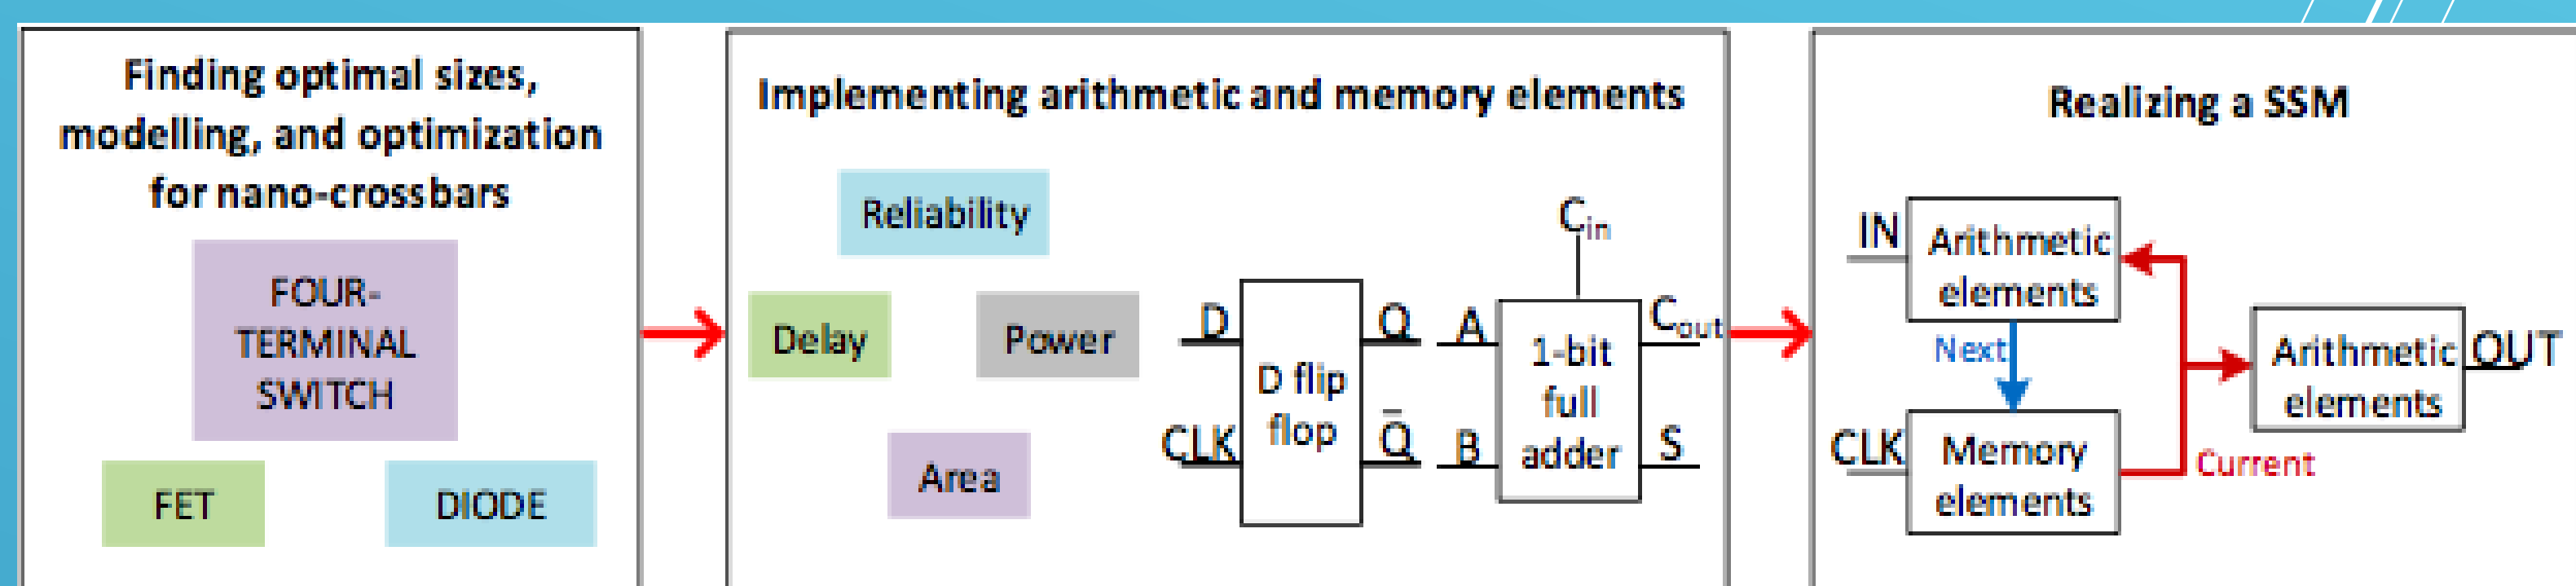 Finding optimal sizes,
modelling, and optimization
for nano-crossbars
FOUR-
TERMINAL
SWITCH
FET
DIODE
Implementing arithmetic and memory elements
Reliability
Delay
Power
Area
D
CLK
D flip
flop
Q
Q̅
C_in
A
B
1-bit
full
adder
C_out
S
Realizing a SSM
IN
Arithmetic
elements
Next
CLK
Memory
elements
Current
Arithmetic
elements
OUT